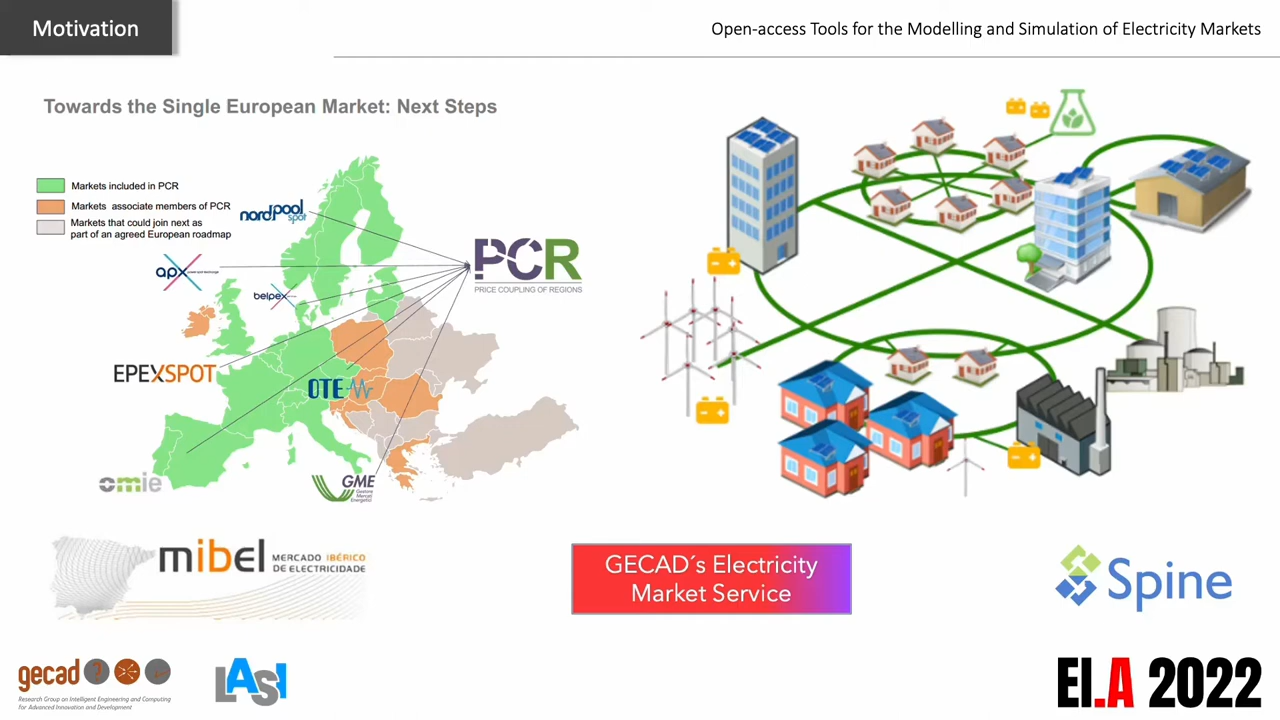 Motivation
Open-access Tools for the Modelling and Simulation of Electricity Markets
Towards the Single European Market: Next Steps
Markets included in PCR
Markets associate members of PCR
Markets that could join next as
part of an agreed European roadmap
nordpool
spot
apx
belpex
EPEXSPOT
OTE
omie
GME
Gestore
Mercati
Energetici
PCR
PRICE COUPLING OF REGIONS
mibel
MERCADO IBÉRICO
DE ELECTRICIDADE
GECAD´s Electricity
Market Service
Spine
gecad
Research Group on Intelligent Engineering and Computing
for Advanced Innovation and Development
LASI
EI.A 2022